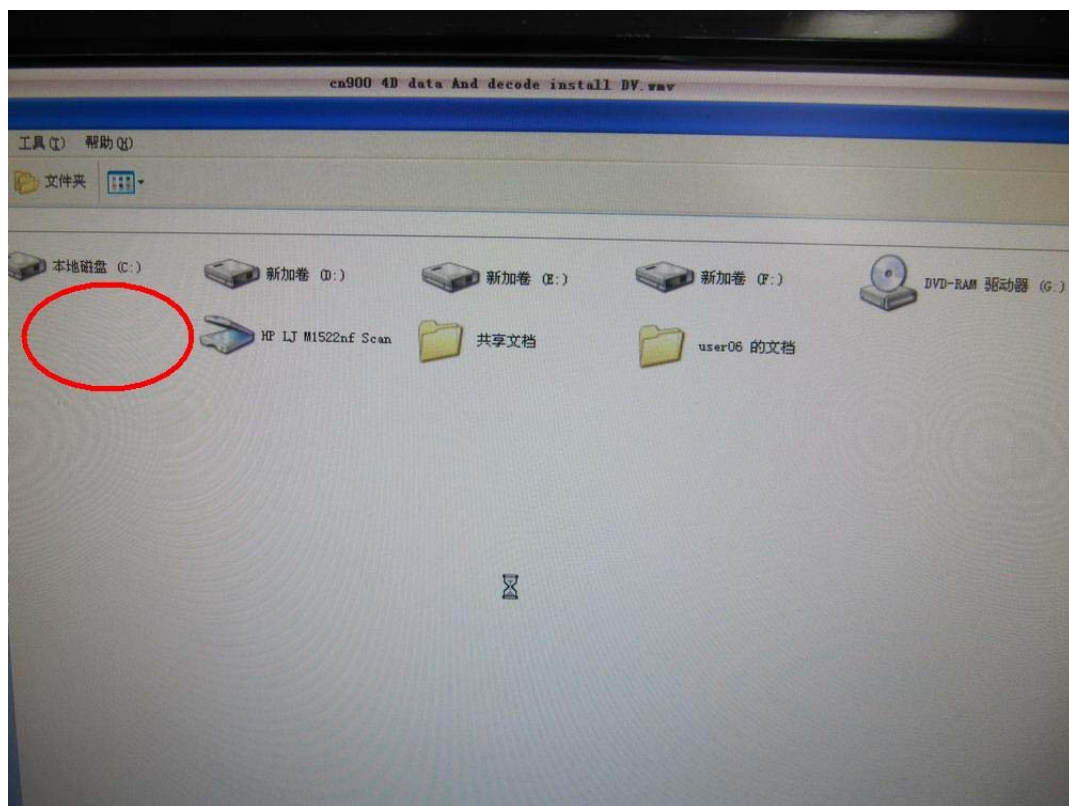 cn900 4D data And decode install DV.wmv
工具(T) 帮助(H)
文件夹
本地磁盘 (C:) 新加卷 (D:) 新加卷 (E:) 新加卷 (F:) DVD-RAM 驱动器 (G:)
HP LJ M1522nf Scan 共享文档 user06 的文档